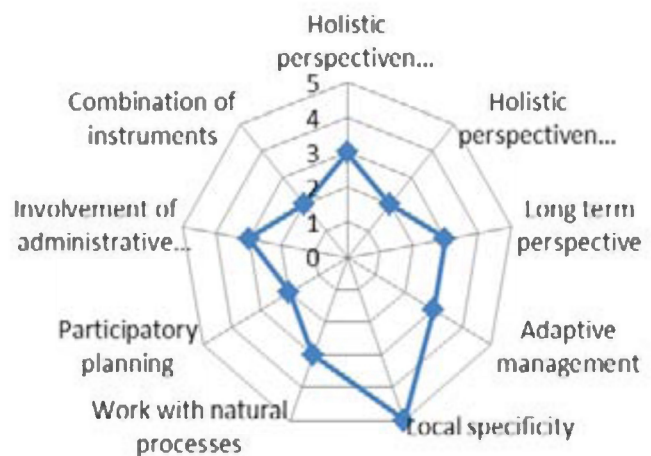 Holistic
perspectiven...
5
4
3
2
1
0
Holistic
perspectiven...
Long term
perspective
Adaptive
management
Local specificity
Work with natural
processes
Participatory
planning
Involvement of
administrative...
Combination of
instruments